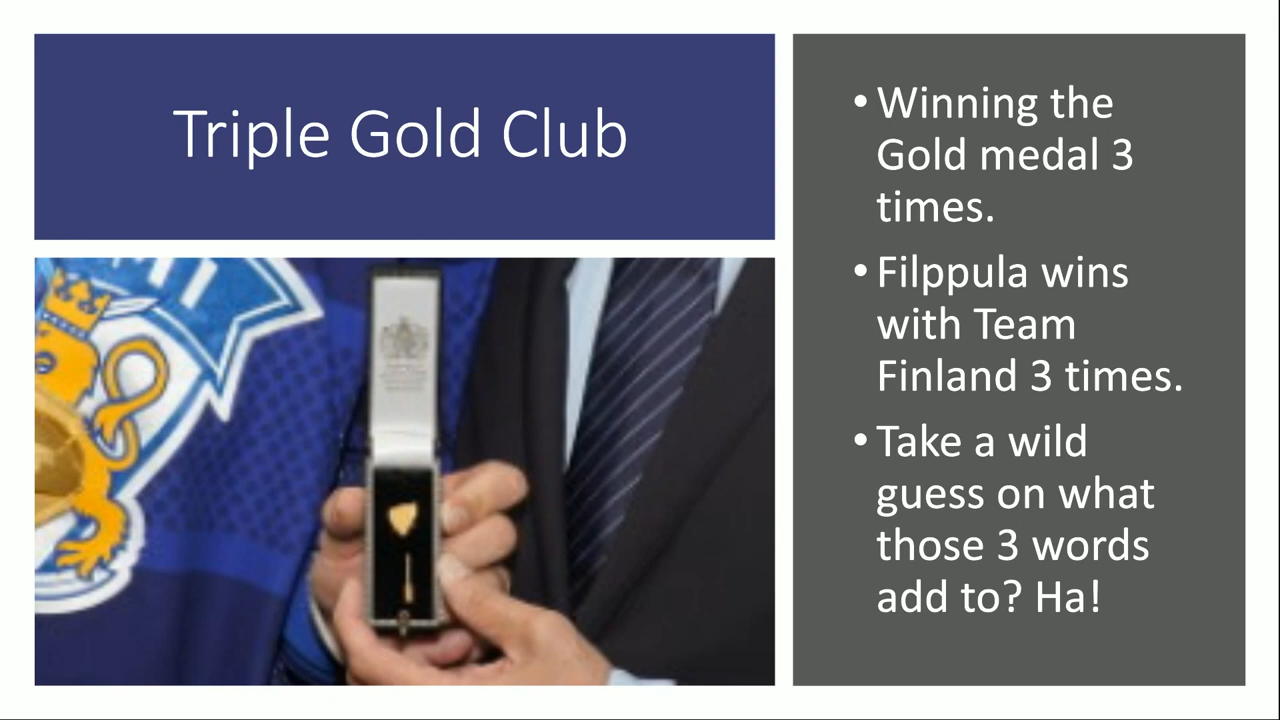 Triple Gold Club
• Winning the
Gold medal 3
times.
• Filppula wins
with Team
Finland 3 times.
• Take a wild
guess on what
those 3 words
add to? Ha!